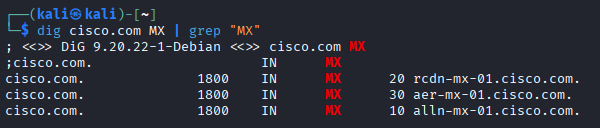 ┌──(kali㉿kali)-[~]
└─$ dig cisco.com MX | grep "MX"
; <<>> DiG 9.20.22-1-Debian <<>> cisco.com MX
;cisco.com. IN MX
cisco.com. 1800 IN MX 20 rcdn-mx-01.cisco.com.
cisco.com. 1800 IN MX 30 aer-mx-01.cisco.com.
cisco.com. 1800 IN MX 10 alln-mx-01.cisco.com.